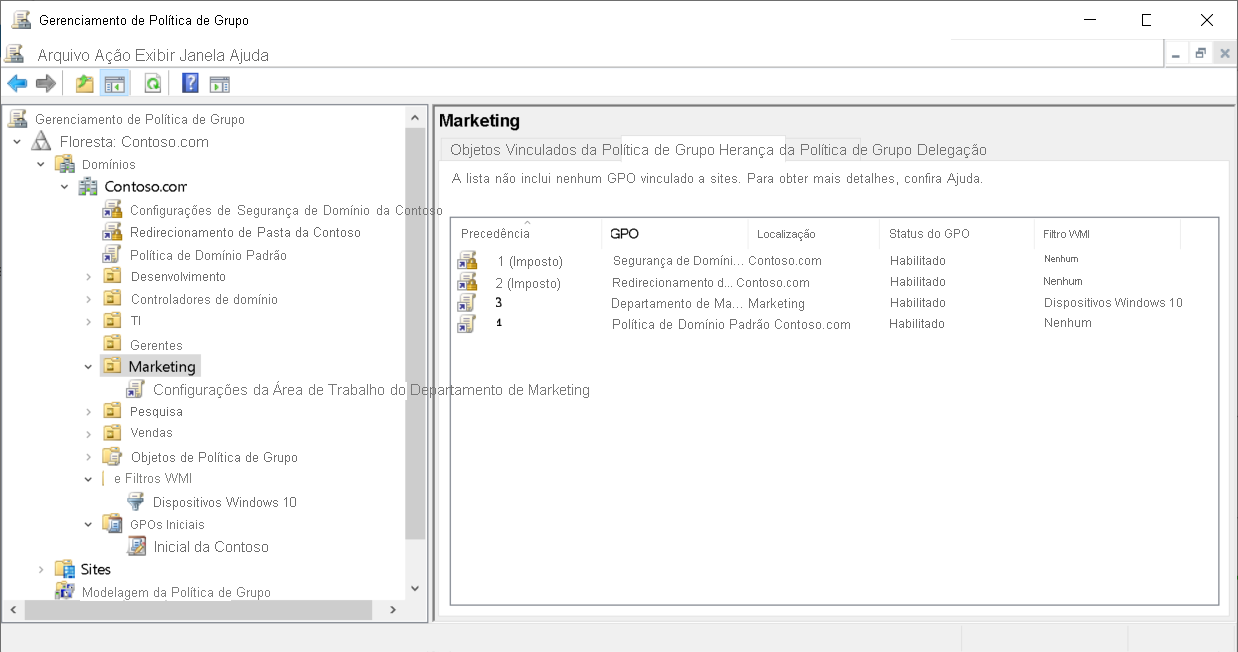 Gerenciamento de Política de Grupo
Arquivo Ação Exibir Janela Ajuda
Gerenciamento de Política de Grupo
Floresta: Contoso.com
Domínios
Contoso.com
Configurações de Segurança de Domínio da Contoso
Redirecionamento de Pasta da Contoso
Política de Domínio Padrão
Desenvolvimento
Controladores de domínio
TI
Gerentes
Marketing
Configurações da Área de Trabalho do Departamento de Marketing
Pesquisa
Vendas
Objetos de Política de Grupo
e Filtros WMI
Dispositivos Windows 10
GPOs Iniciais
Inicial da Contoso
Sites
Modelagem da Política de Grupo
Marketing
Objetos Vinculados da Política de Grupo Herança da Política de Grupo Delegação
A lista não inclui nenhum GPO vinculado a sites. Para obter mais detalhes, confira Ajuda.
Precedência GPO Localização Status do GPO Filtro WMI
1 (Imposto) Segurança de Domíni... Contoso.com Habilitado Nenhum
2 (Imposto) Redirecionamento d... Contoso.com Habilitado Nenhum
3 Departamento de Ma... Marketing Habilitado Dispositivos Windows 10
Política de Domínio Padrão Contoso.com Habilitado Nenhum